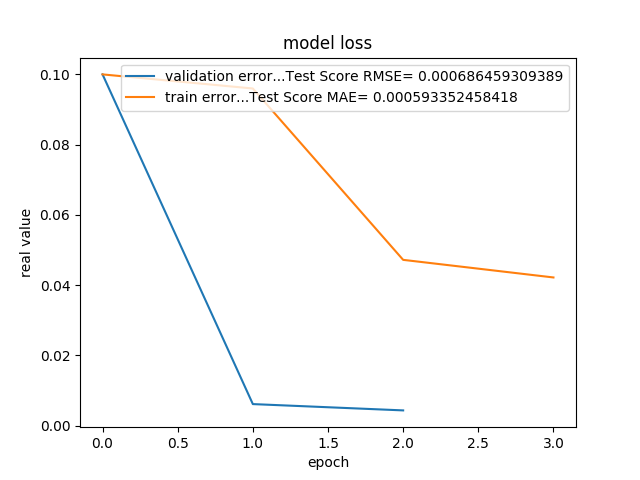 model loss
validation error...Test Score RMSE= 0.000686459309389
train error...Test Score MAE= 0.000593352458418
0.10
0.08
0.06
0.04
0.02
0.00
real value
0.0 0.5 1.0 1.5 2.0 2.5 3.0
epoch